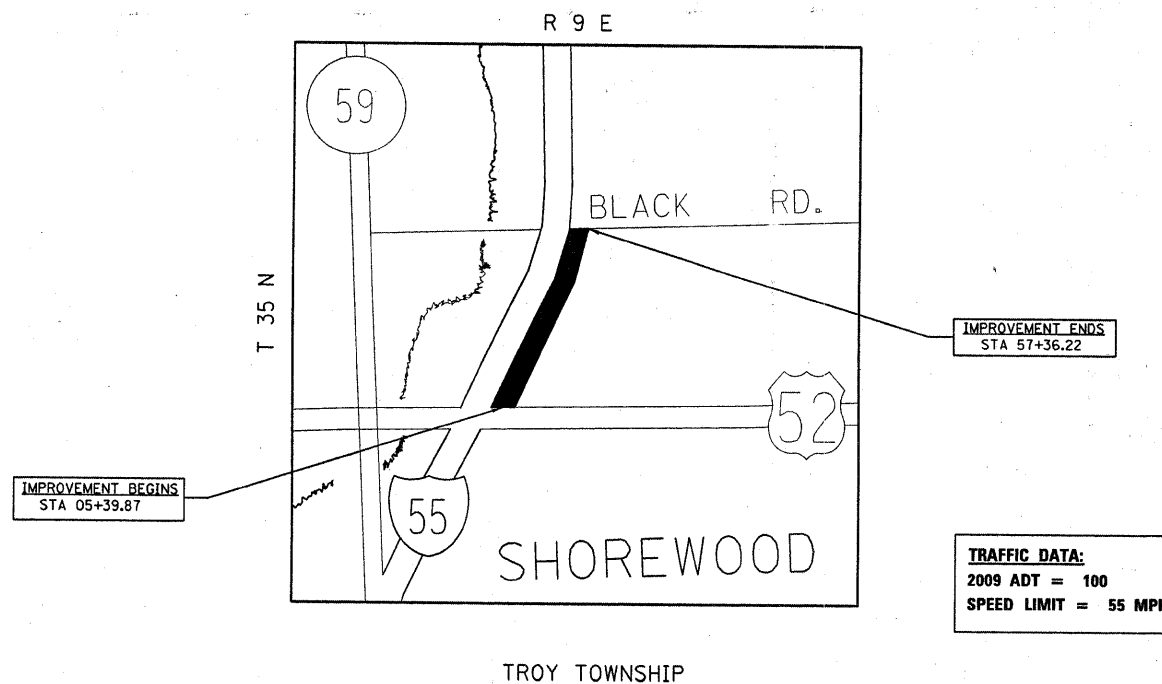 R 9 E
59
BLACK RD.
T 35 N
IMPROVEMENT ENDS
STA 57+36.22
52
IMPROVEMENT BEGINS
STA 05+39.87
55
SHOREWOOD
TRAFFIC DATA:
2009 ADT = 100
SPEED LIMIT = 55 MPH
TROY TOWNSHIP